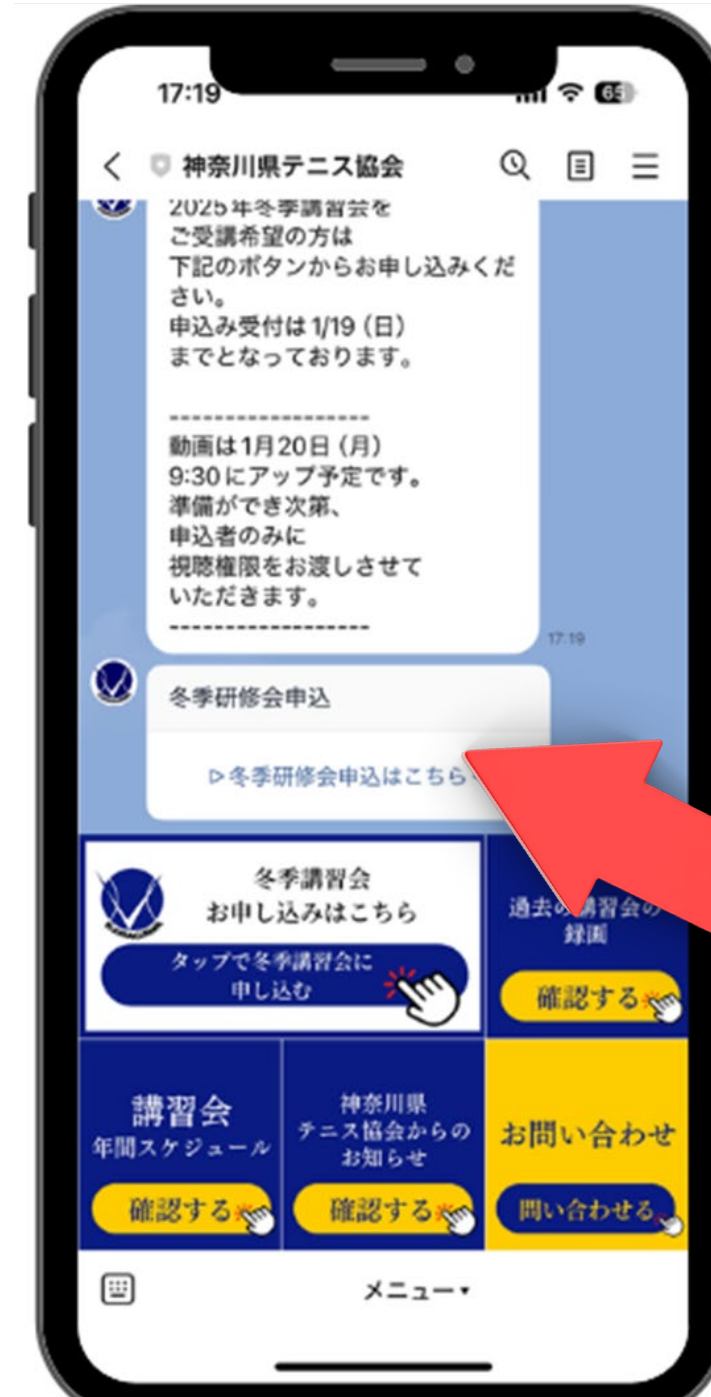 17:19
65
神奈川県テニス協会
2025年冬季講習会を
ご受講希望の方は
下記のボタンからお申し込みくだ
さい。
申込み受付は1/19（日）
までとなっております。
------------------
動画は1月20日（月）
9:30にアップ予定です。
準備ができ次第、
申込者のみに
視聴権限をお渡しさせて
いただきます。
------------------
17:19
冬季研修会申込
▷冬季研修会申込はこちら
冬季講習会
お申し込みはこちら
タップで冬季講習会に
申し込む
過去の講習会の
録画
確認する
講習会
年間スケジュール
確認する
神奈川県
テニス協会からの
お知らせ
確認する
お問い合わせ
問い合わせる
メニュー▾